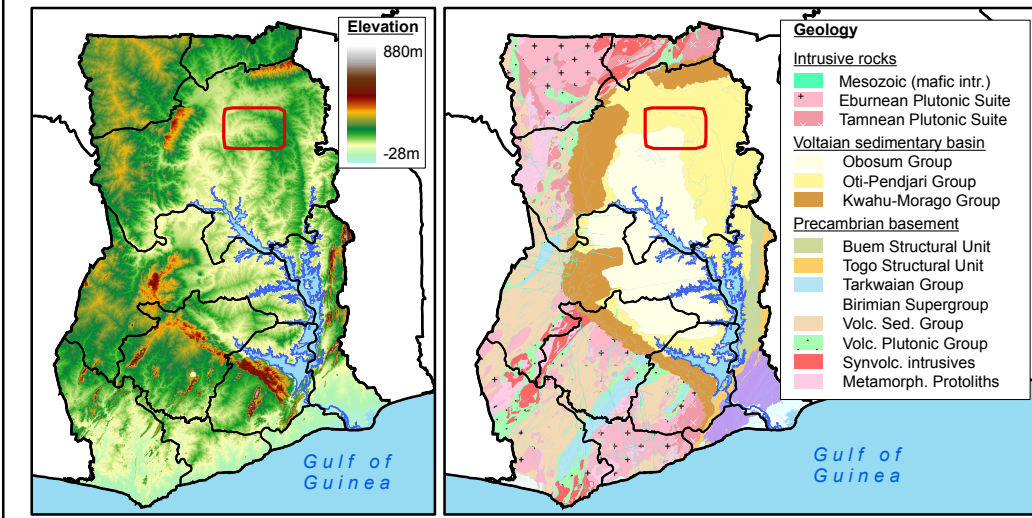 Elevation
880m
-28m
Gulf of
Guinea
Geology
Intrusive rocks
Mesozoic (mafic intr.)
Eburnean Plutonic Suite
Tamnean Plutonic Suite
Voltaian sedimentary basin
Obosum Group
Oti-Pendjari Group
Kwahu-Morago Group
Precambrian basement
Buem Structural Unit
Togo Structural Unit
Tarkwaian Group
Birimian Supergroup
Volc. Sed. Group
Volc. Plutonic Group
Synvolc. intrusives
Metamorph. Protoliths
Gulf of
Guinea